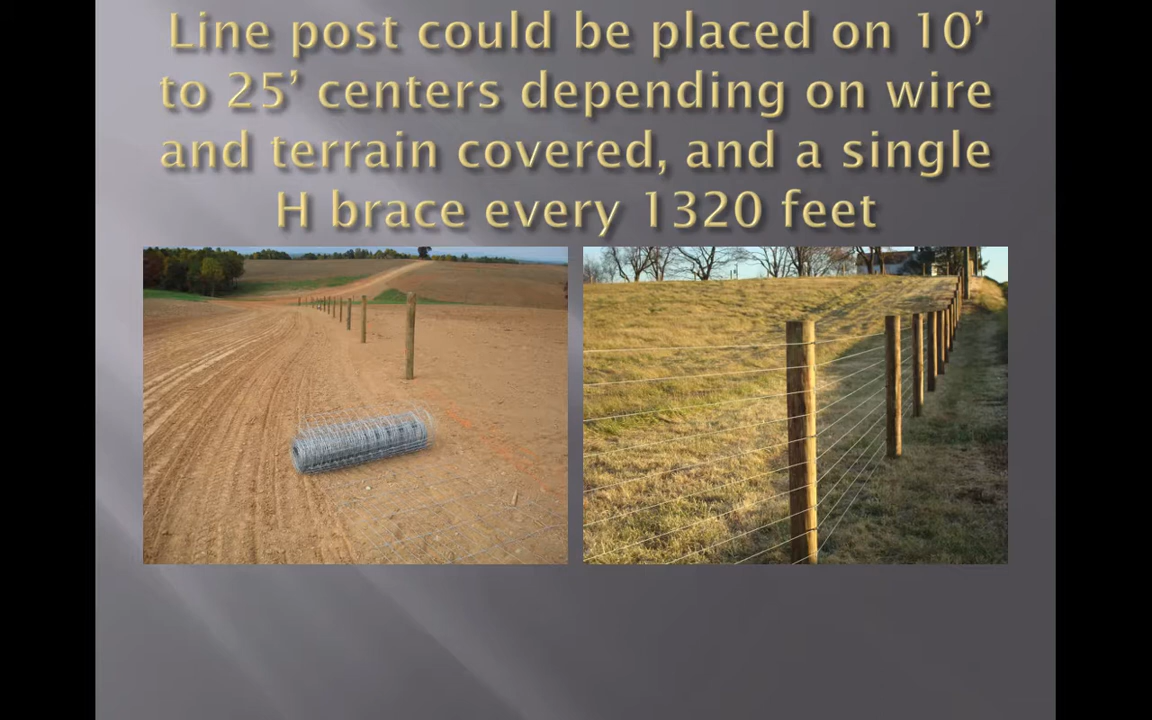 Line post could be placed on 10’
to 25’ centers depending on wire
and terrain covered, and a single
H brace every 1320 feet